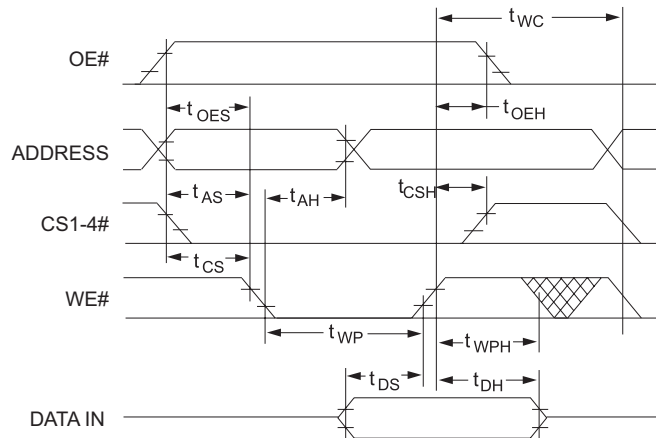 tWC
OE#
tOES
tOEH
ADDRESS
tAS
tAH
tCSH
CS1-4#
tCS
WE#
tWP
tWPH
tDS
tDH
DATA IN